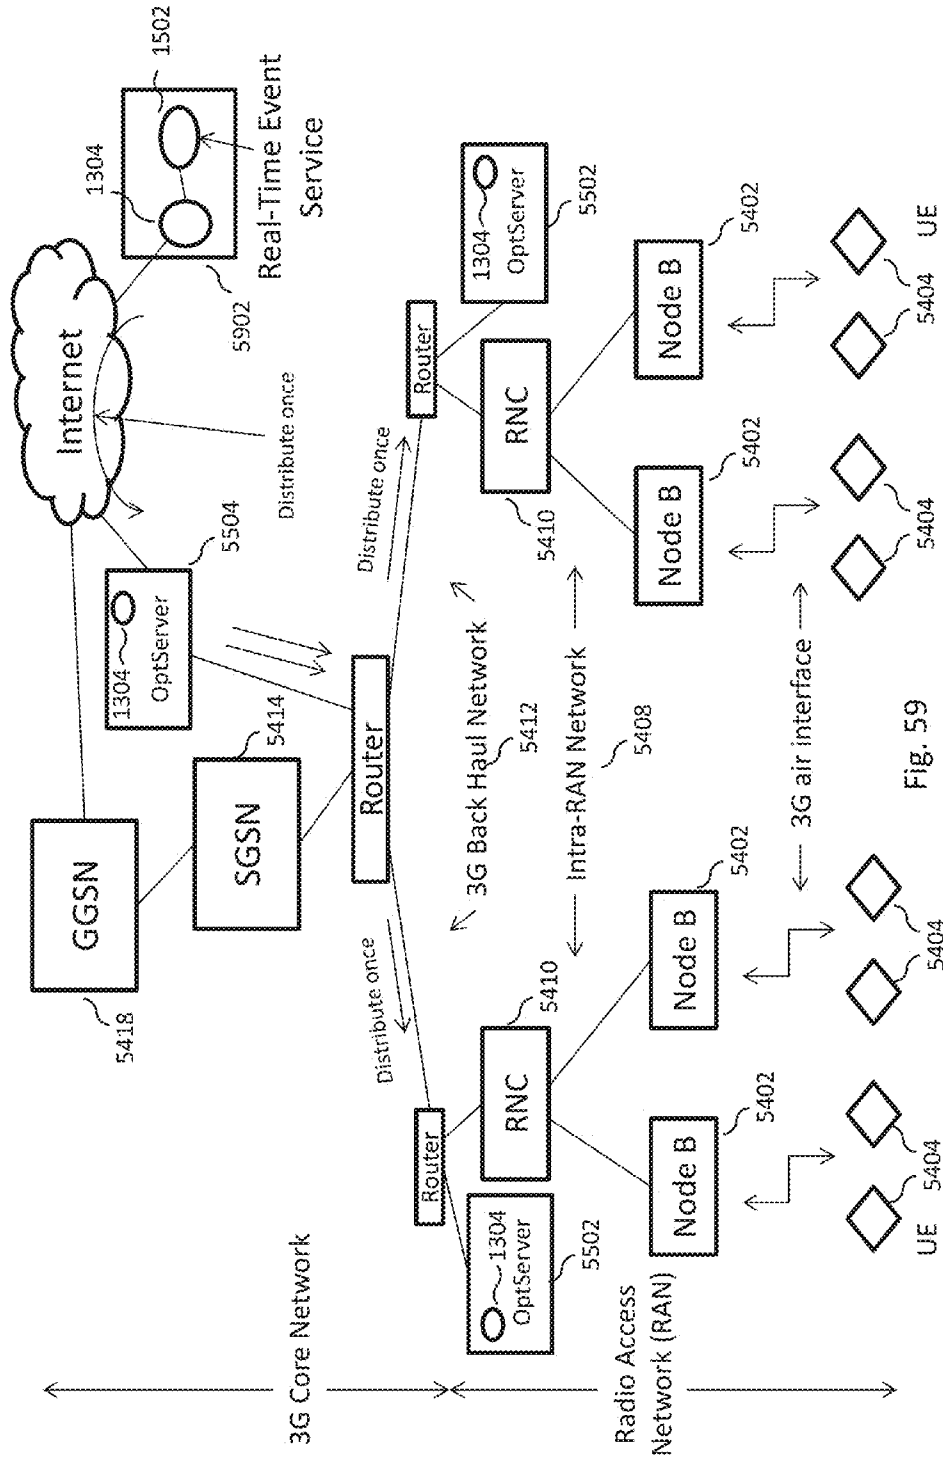 1502
1304
Real-Time Event
Service
5902
Internet
Distribute once
5504
1304
OptServer
GGSN
5418
SGSN
5414
Router
Distribute once
Distribute once
Router
Router
1304
OptServer
5502
1304
OptServer
5502
RNC
5410
RNC
5410
3G Back Haul Network
5412
Intra-RAN Network
5408
Node B
5402
Node B
5402
Node B
5402
Node B
5402
3G air interface
UE
5404
5404
5404
5404
UE
3G Core Network
Radio Access
Network (RAN)
Fig. 59